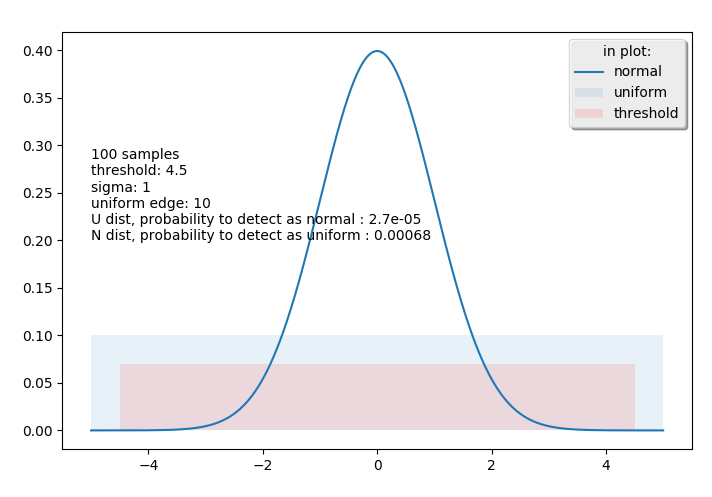 in plot:
normal
uniform
threshold
100 samples
threshold: 4.5
sigma: 1
uniform edge: 10
U dist, probability to detect as normal : 2.7e-05
N dist, probability to detect as uniform : 0.00068
0.40
0.35
0.30
0.25
0.20
0.15
0.10
0.05
0.00
−4 −2 0 2 4